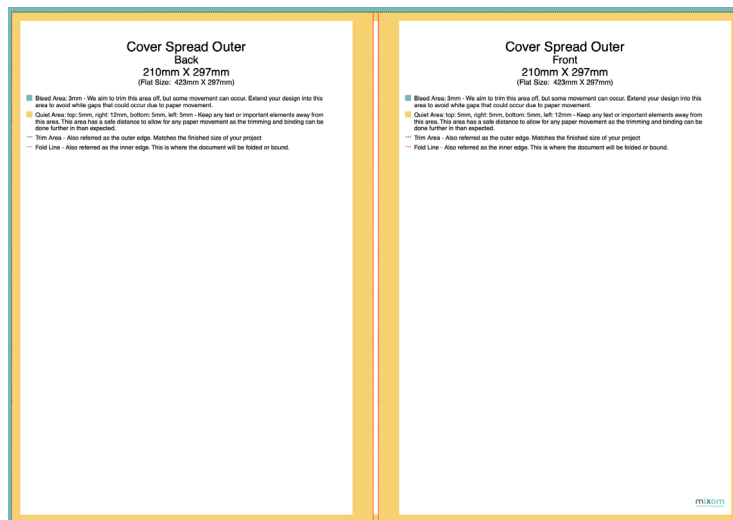 Cover Spread Outer
Back
210mm X 297mm
(Flat Size: 423mm X 297mm)
Bleed Area: 3mm - We aim to trim this area off, but some movement can occur. Extend your design into this
area to avoid white gaps that could occur due to paper movement.
Quiet Area: top: 5mm, right: 12mm, bottom: 5mm, left: 5mm - Keep any text or important elements away from
this area. This area has a safe distance to allow for any paper movement as the trimming and binding can be
done further in than expected.
Trim Area - Also referred as the outer edge. Matches the finished size of your project
Fold Line - Also referred as the inner edge. This is where the document will be folded or bound.
Cover Spread Outer
Front
210mm X 297mm
(Flat Size: 423mm X 297mm)
Bleed Area: 3mm - We aim to trim this area off, but some movement can occur. Extend your design into this
area to avoid white gaps that could occur due to paper movement.
Quiet Area: top: 5mm, right: 5mm, bottom: 5mm, left: 12mm - Keep any text or important elements away from
this area. This area has a safe distance to allow for any paper movement as the trimming and binding can be
done further in than expected.
Trim Area - Also referred as the outer edge. Matches the finished size of your project
Fold Line - Also referred as the inner edge. This is where the document will be folded or bound.
mixam